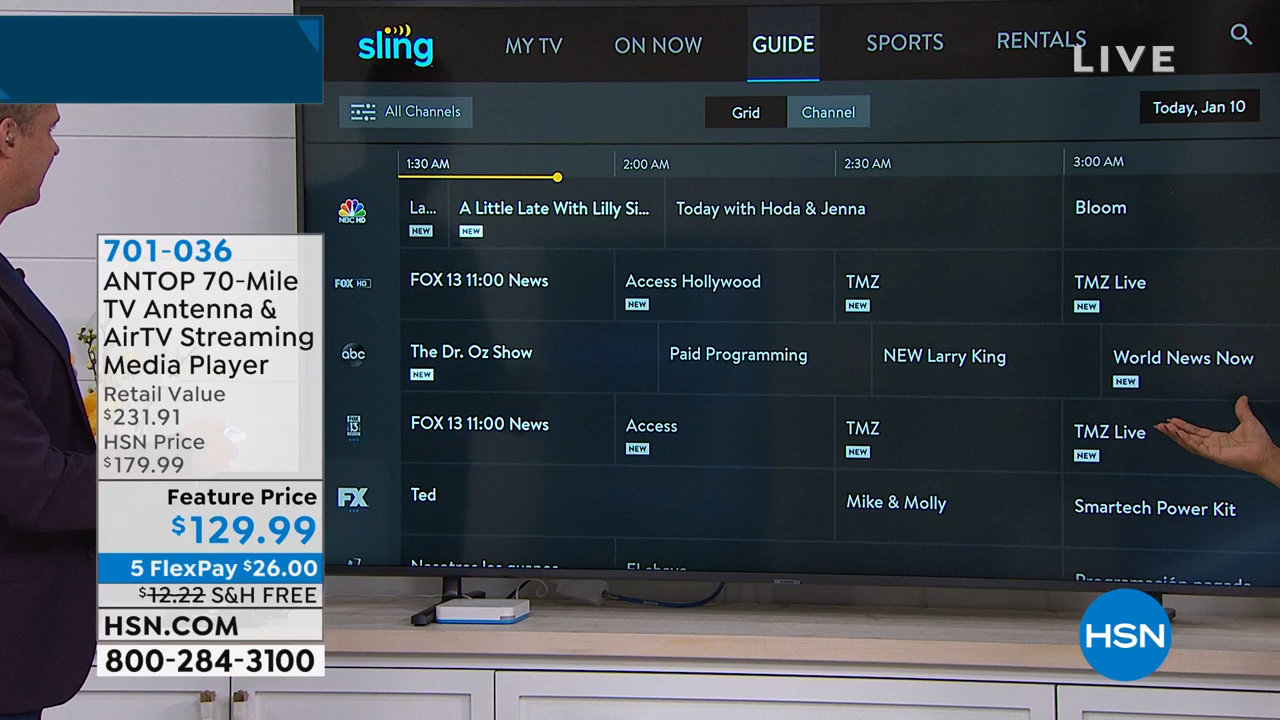 sling
MY TV
ON NOW
GUIDE
SPORTS
RENTALS
LIVE
All Channels
Grid
Channel
Today, Jan 10
1:30 AM
2:00 AM
2:30 AM
3:00 AM
NBC HD
La...
NEW
A Little Late With Lilly Si...
NEW
Today with Hoda & Jenna
Bloom
FOX HD
FOX 13 11:00 News
Access Hollywood
NEW
TMZ
NEW
TMZ Live
NEW
abc
The Dr. Oz Show
NEW
Paid Programming
NEW Larry King
World News Now
NEW
FOX 13
FOX 13 11:00 News
Access
NEW
TMZ
NEW
TMZ Live
NEW
FX
Ted
Mike & Molly
Smartech Power Kit
701-036
ANTOP 70-Mile
TV Antenna &
AirTV Streaming
Media Player
Retail Value
$231.91
HSN Price
$179.99
Feature Price
$129.99
5 FlexPay $26.00
$12.22 S&H FREE
HSN.COM
800-284-3100
HSN